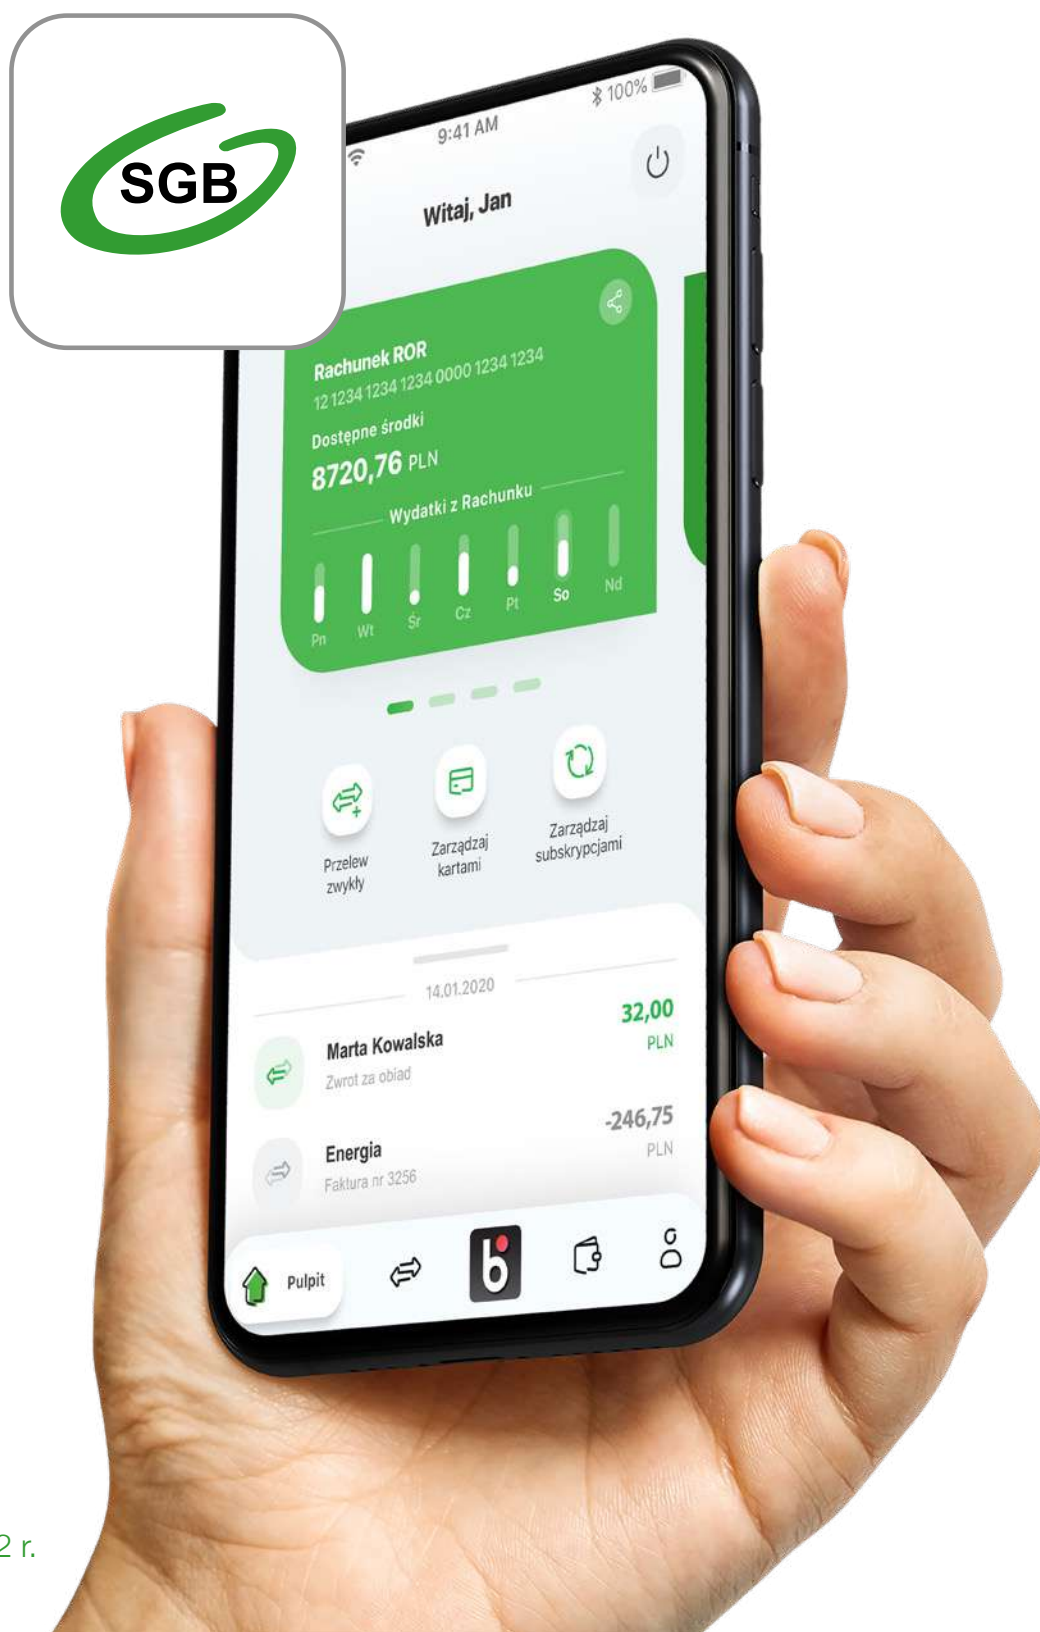 SGB
9:41 AM
100%
Witaj, Jan
Rachunek ROR
12 1234 1234 1234 0000 1234 1234
Dostępne środki
8720,76 PLN
Wydatki z Rachunku
Pn Wt Śr Cz Pt So Nd
Przelew
zwykły
Zarządzaj
kartami
Zarządzaj
subskrypcjami
14.01.2020
Marta Kowalska
32,00
Zwrot za obiad
PLN
Energia
-246,75
Faktura nr 3256
PLN
Pulpit
b
2 r.